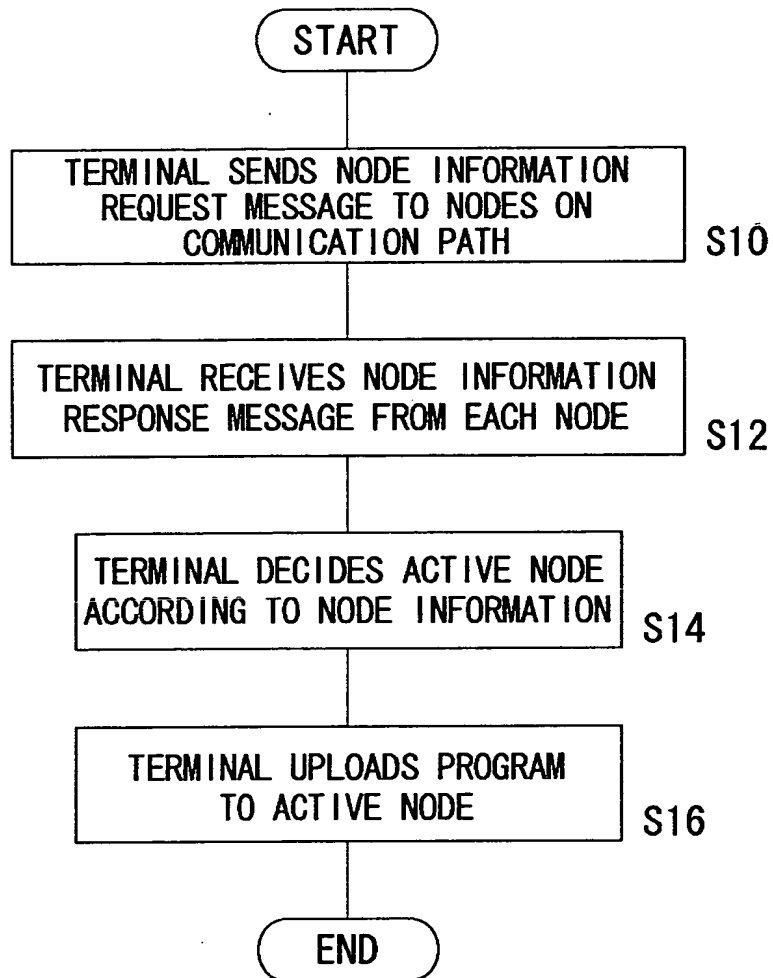 START
TERMINAL SENDS NODE INFORMATION
REQUEST MESSAGE TO NODES ON
COMMUNICATION PATH
S10
TERMINAL RECEIVES NODE INFORMATION
RESPONSE MESSAGE FROM EACH NODE
S12
TERMINAL DECIDES ACTIVE NODE
ACCORDING TO NODE INFORMATION
S14
TERMINAL UPLOADS PROGRAM
TO ACTIVE NODE
S16
END